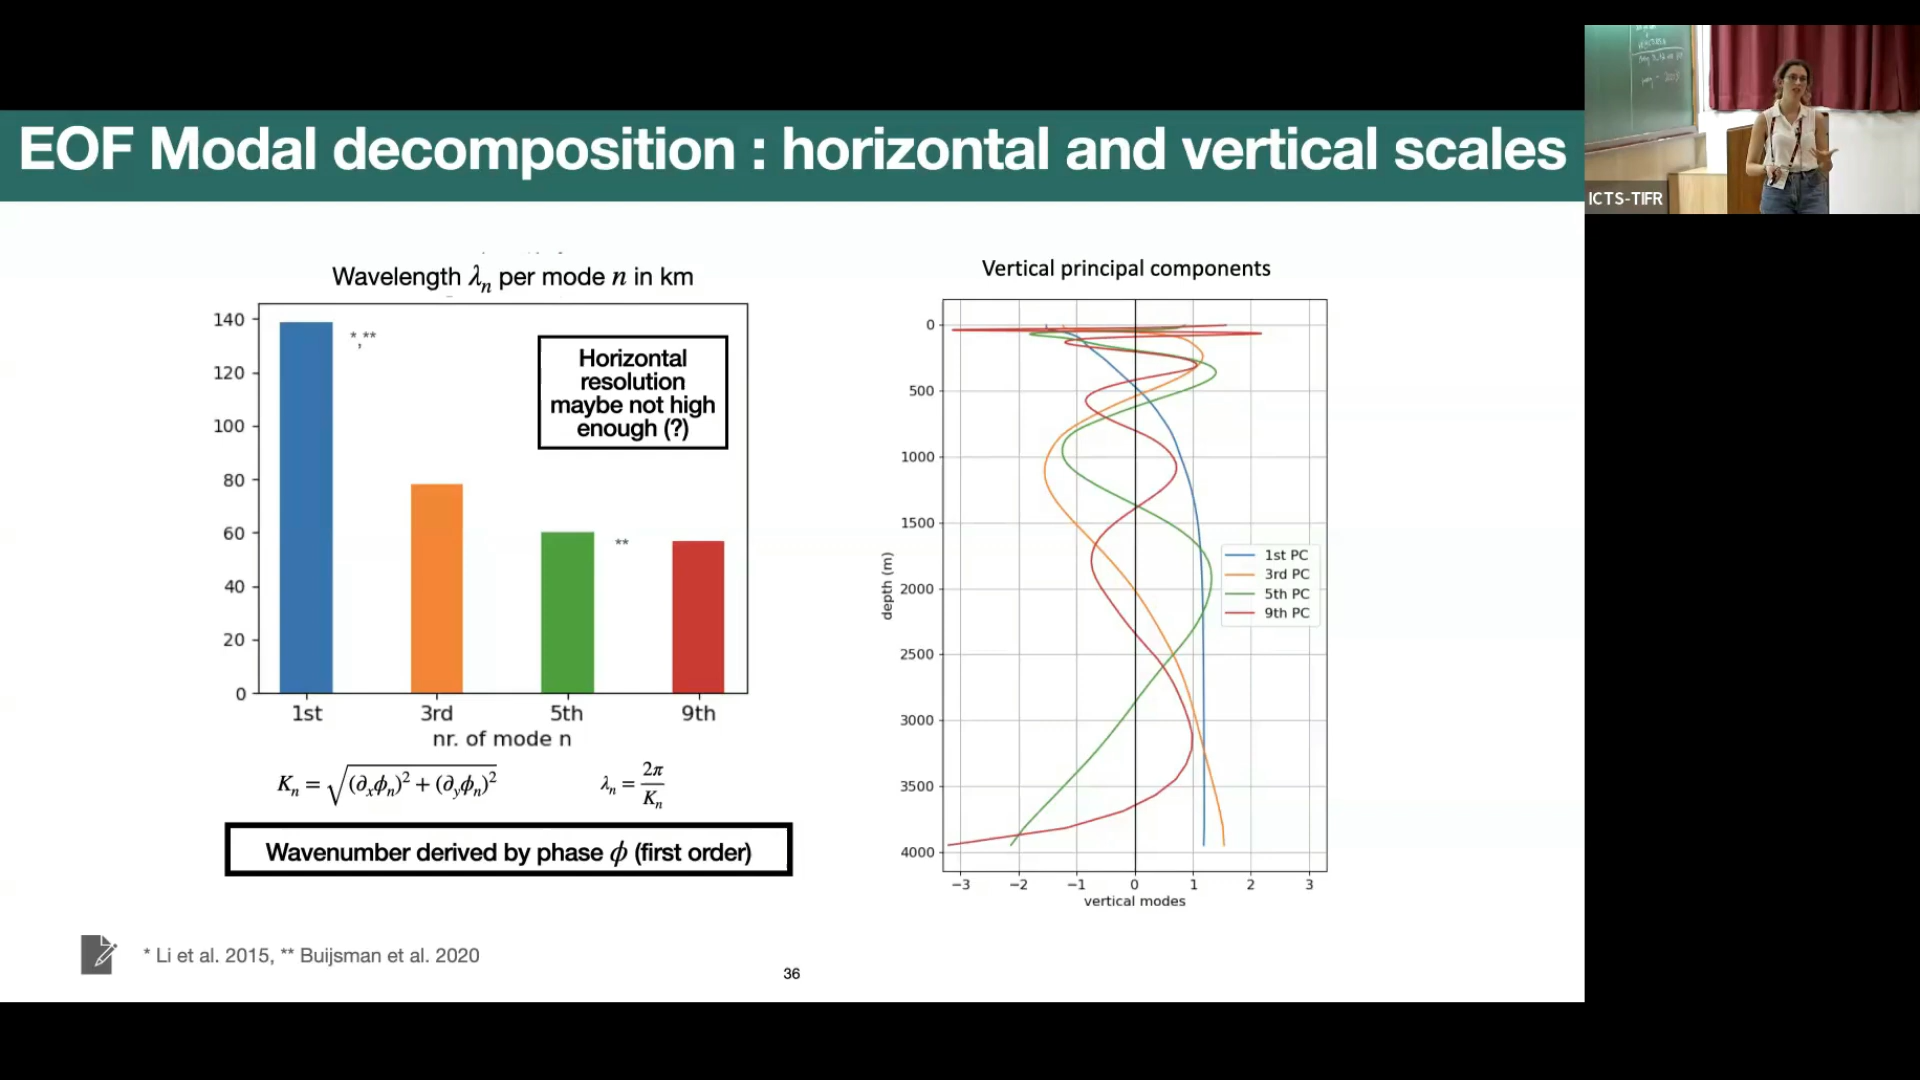 EOF Modal decomposition : horizontal and vertical scales
ICTS-TIFR
Wavelength λₙ per mode n in km
140
120
100
80
60
40
20
0
*,**
**
Horizontal
resolution
maybe not high
enough (?)
1st
3rd
5th
9th
nr. of mode n
Kₙ = √((∂ₓϕₙ)² + (∂ᵧϕₙ)²)
λₙ = 2π/Kₙ
Wavenumber derived by phase ϕ (first order)
Vertical principal components
0
500
1000
1500
2000
2500
3000
3500
4000
depth (m)
1st PC
3rd PC
5th PC
9th PC
−3 −2 −1 0 1 2 3
vertical modes
* Li et al. 2015, ** Buijsman et al. 2020
36